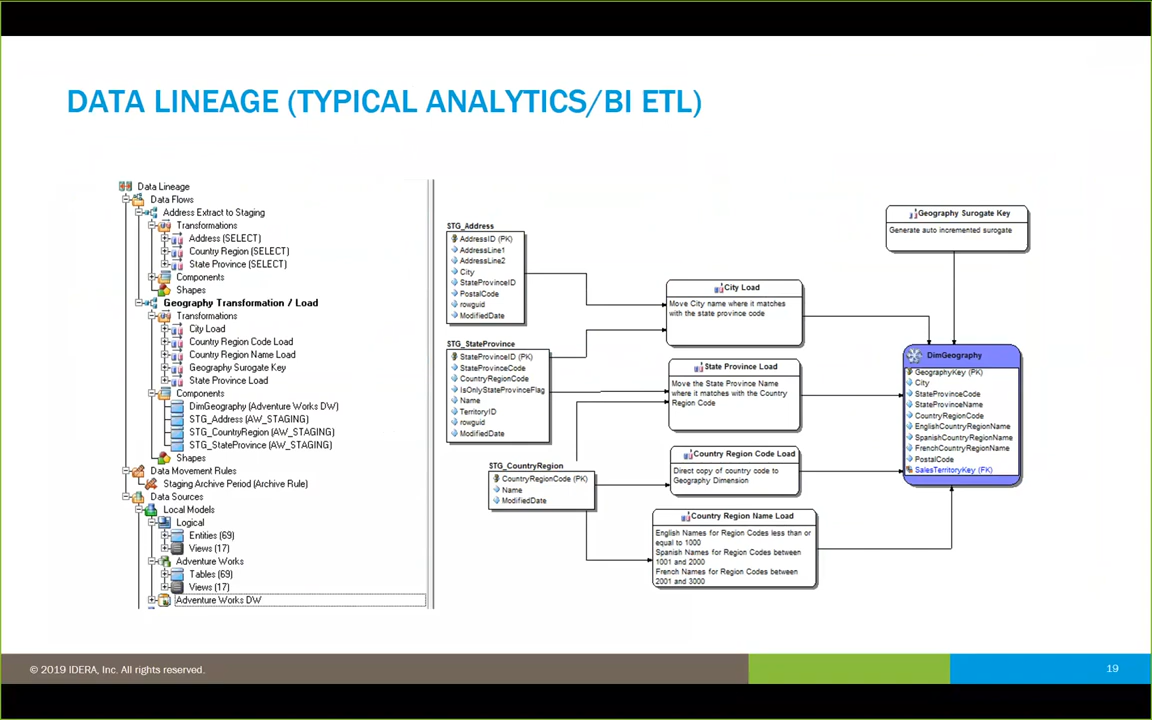 DATA LINEAGE (TYPICAL ANALYTICS/BI ETL)
Data Lineage
Data Flows
Address Extract to Staging
Transformations
Address (SELECT)
Country Region (SELECT)
State Province (SELECT)
Components
Shapes
Geography Transformation / Load
Transformations
City Load
Country Region Code Load
Country Region Name Load
Geography Surogate Key
State Province Load
Components
DimGeography (Adventure Works DW)
STG_Address (AW_STAGING)
STG_CountryRegion (AW_STAGING)
STG_StateProvince (AW_STAGING)
Shapes
Data Movement Rules
Staging Archive Period (Archive Rule)
Data Sources
Local Models
Logical
Entities (69)
Views (17)
Adventure Works
Tables (69)
Views (17)
Adventure Works DW
STG_Address
AddressID (PK)
AddressLine1
AddressLine2
City
StateProvinceID
PostalCode
rowguid
ModifiedDate
STG_StateProvince
StateProvinceID (PK)
StateProvinceCode
CountryRegionCode
IsOnlyStateProvinceFlag
Name
TerritoryID
rowguid
ModifiedDate
STG_CountryRegion
CountryRegionCode (PK)
Name
ModifiedDate
City Load
Move City name where it matches
with the state province code
State Province Load
Move the State Province Name
where it matches with the Country
Region Code
Country Region Code Load
Direct copy of country code to
Geography Dimension
Country Region Name Load
English Names for Region Codes less than or
equal to 1000
Spanish Names for Region Codes between
1001 and 2000
French Names for Region Codes between
2001 and 3000
Geography Surogate Key
Generate auto incremented surogate
DimGeography
GeographyKey (PK)
City
StateProvinceCode
StateProvinceName
CountryRegionCode
EnglishCountryRegionName
SpanishCountryRegionName
FrenchCountryRegionName
PostalCode
SalesTerritoryKey (FK)
© 2019 IDERA, Inc. All rights reserved.
19